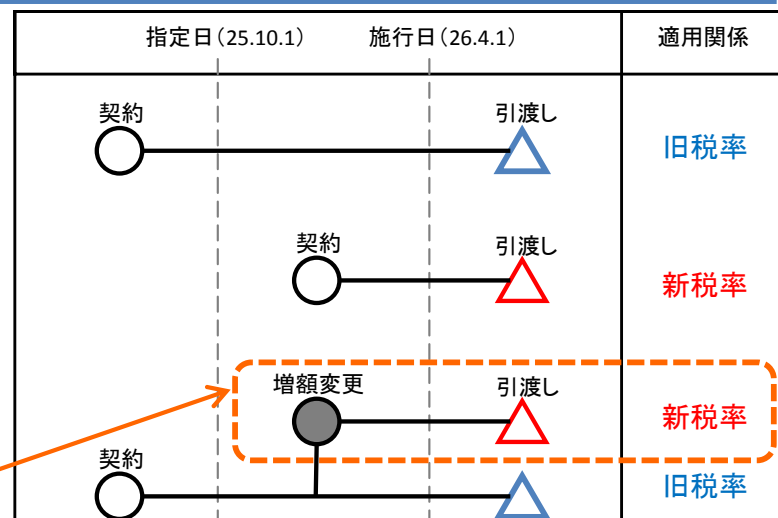 指定日（25.10.1） 施行日（26.4.1） 適用関係
契約 引渡し
旧税率
契約 引渡し
新税率
増額変更 引渡し
新税率
契約
旧税率